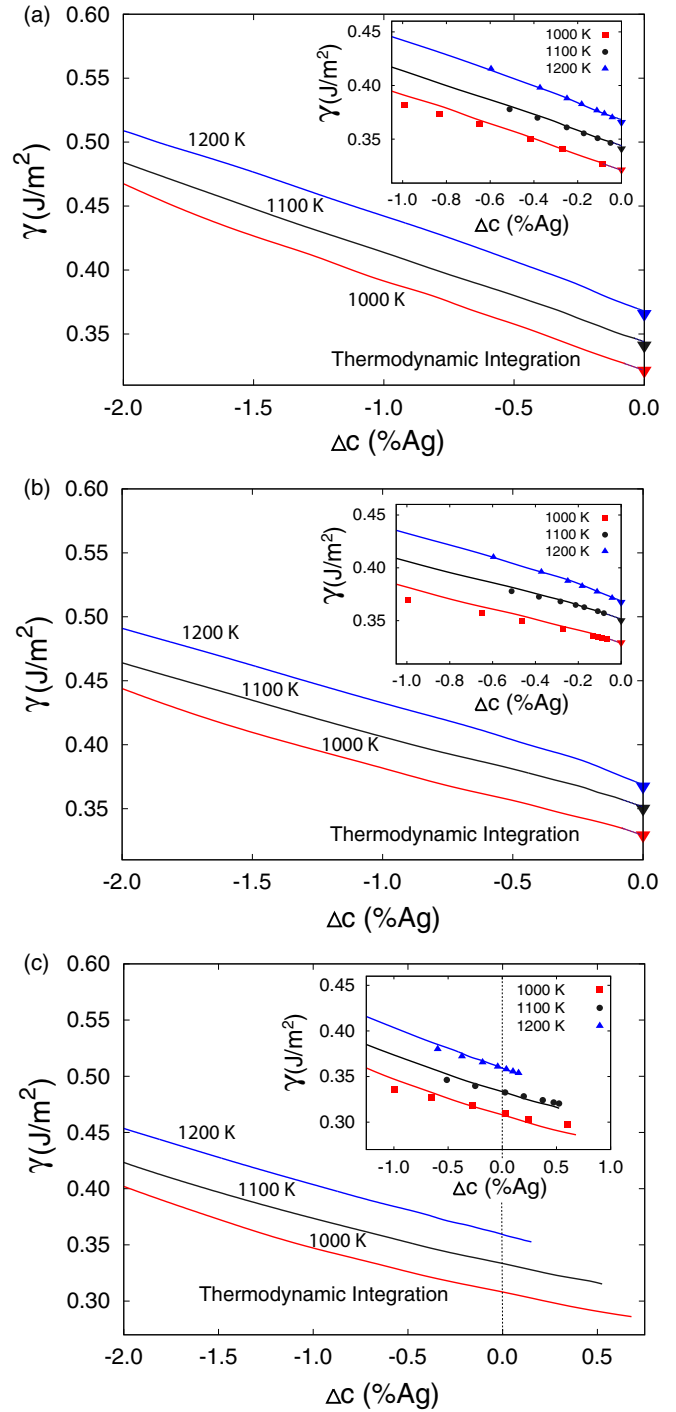 (a)
0.60
0.55
0.50
0.45
0.40
0.35
γ(J/m²)
-2.0 -1.5 -1.0 -0.5 0.0
Δc (%Ag)
1200 K
1100 K
1000 K
Thermodynamic Integration
0.45
0.40
0.35
γ(J/m²)
-1.0 -0.8 -0.6 -0.4 -0.2 0.0
Δc (%Ag)
1000 K
1100 K
1200 K
(b)
0.60
0.55
0.50
0.45
0.40
0.35
γ(J/m²)
-2.0 -1.5 -1.0 -0.5 0.0
Δc (%Ag)
1200 K
1100 K
1000 K
Thermodynamic Integration
0.45
0.40
0.35
γ(J/m²)
-1.0 -0.8 -0.6 -0.4 -0.2 0.0
Δc (%Ag)
1000 K
1100 K
1200 K
(c)
0.60
0.55
0.50
0.45
0.40
0.35
0.30
γ(J/m²)
-2.0 -1.5 -1.0 -0.5 0.0 0.5
Δc (%Ag)
1200 K
1100 K
1000 K
Thermodynamic Integration
0.45
0.40
0.35
0.30
γ(J/m²)
-1.0 -0.5 0.0 0.5 1.0
Δc (%Ag)
1000 K
1100 K
1200 K